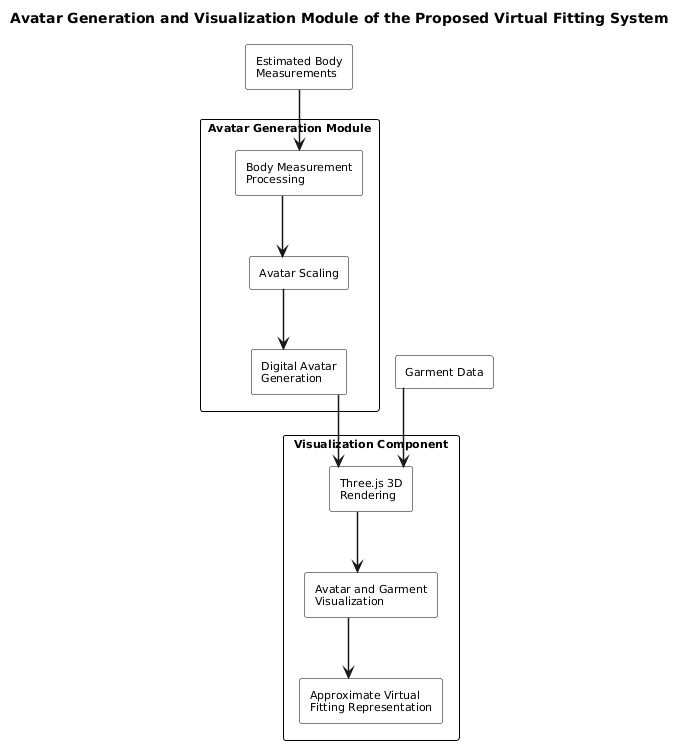 Avatar Generation and Visualization Module of the Proposed Virtual Fitting System
Estimated Body
Measurements
Avatar Generation Module
Body Measurement
Processing
Avatar Scaling
Digital Avatar
Generation
Garment Data
Visualization Component
Three.js 3D
Rendering
Avatar and Garment
Visualization
Approximate Virtual
Fitting Representation